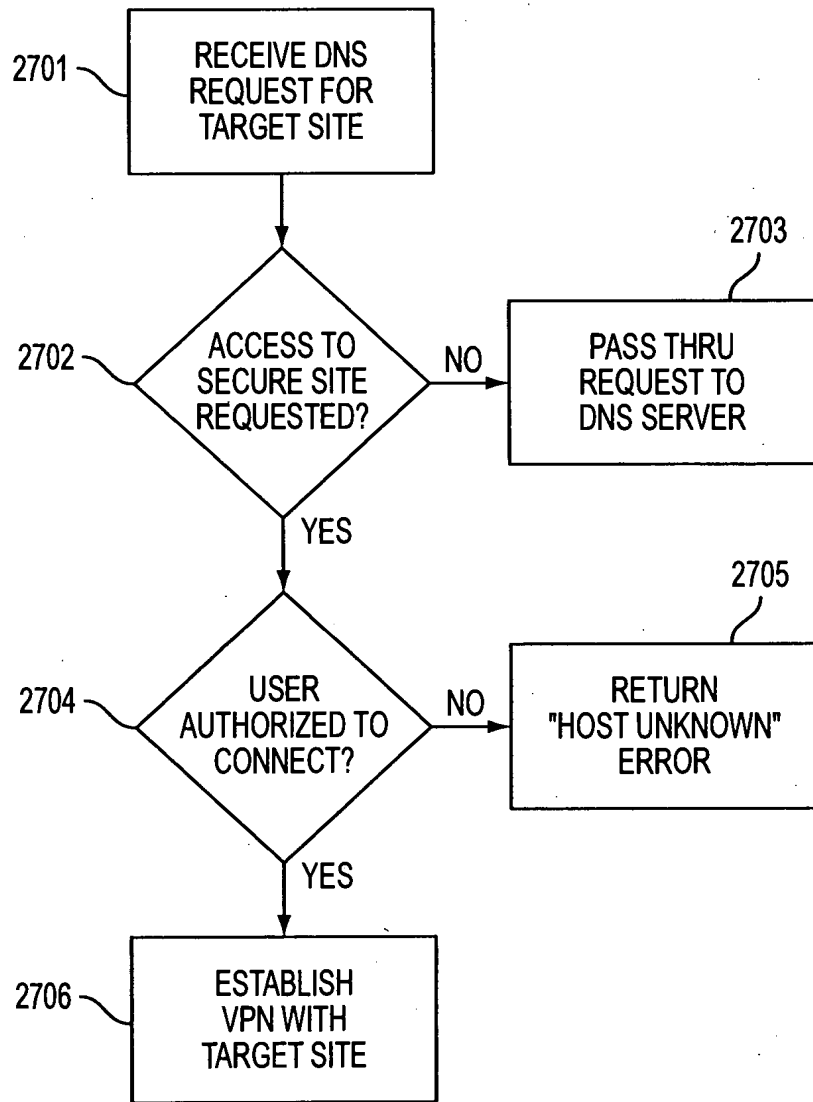 2701
RECEIVE DNS
REQUEST FOR
TARGET SITE
2702
ACCESS TO
SECURE SITE
REQUESTED?
NO
2703
PASS THRU
REQUEST TO
DNS SERVER
YES
2704
USER
AUTHORIZED TO
CONNECT?
NO
2705
RETURN
"HOST UNKNOWN"
ERROR
YES
2706
ESTABLISH
VPN WITH
TARGET SITE